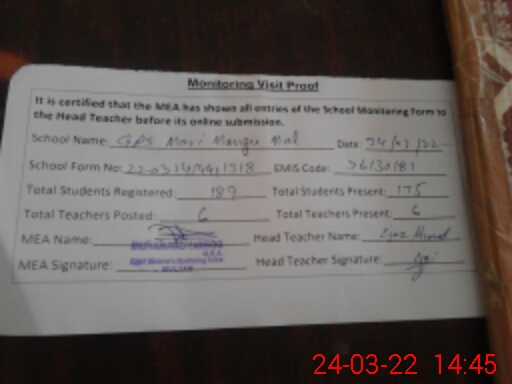 Monitoring Visit Proof
It is certified that the MEA has shown all entries of the School Monitoring Form to
the Head Teacher before its online submission.
School Name: GPS Mari Mangu Mal Date: 24/03/22
School Form No: EMIS Code:
Total Students Registered: 189 Total Students Present: 175
Total Teachers Posted: 6 Total Teachers Present: 6
MEA Name: Head Teacher Name: Ejaz Ahmad
MEA Signature: Head Teacher Signature:
MULTAN
24-03-22 14:45